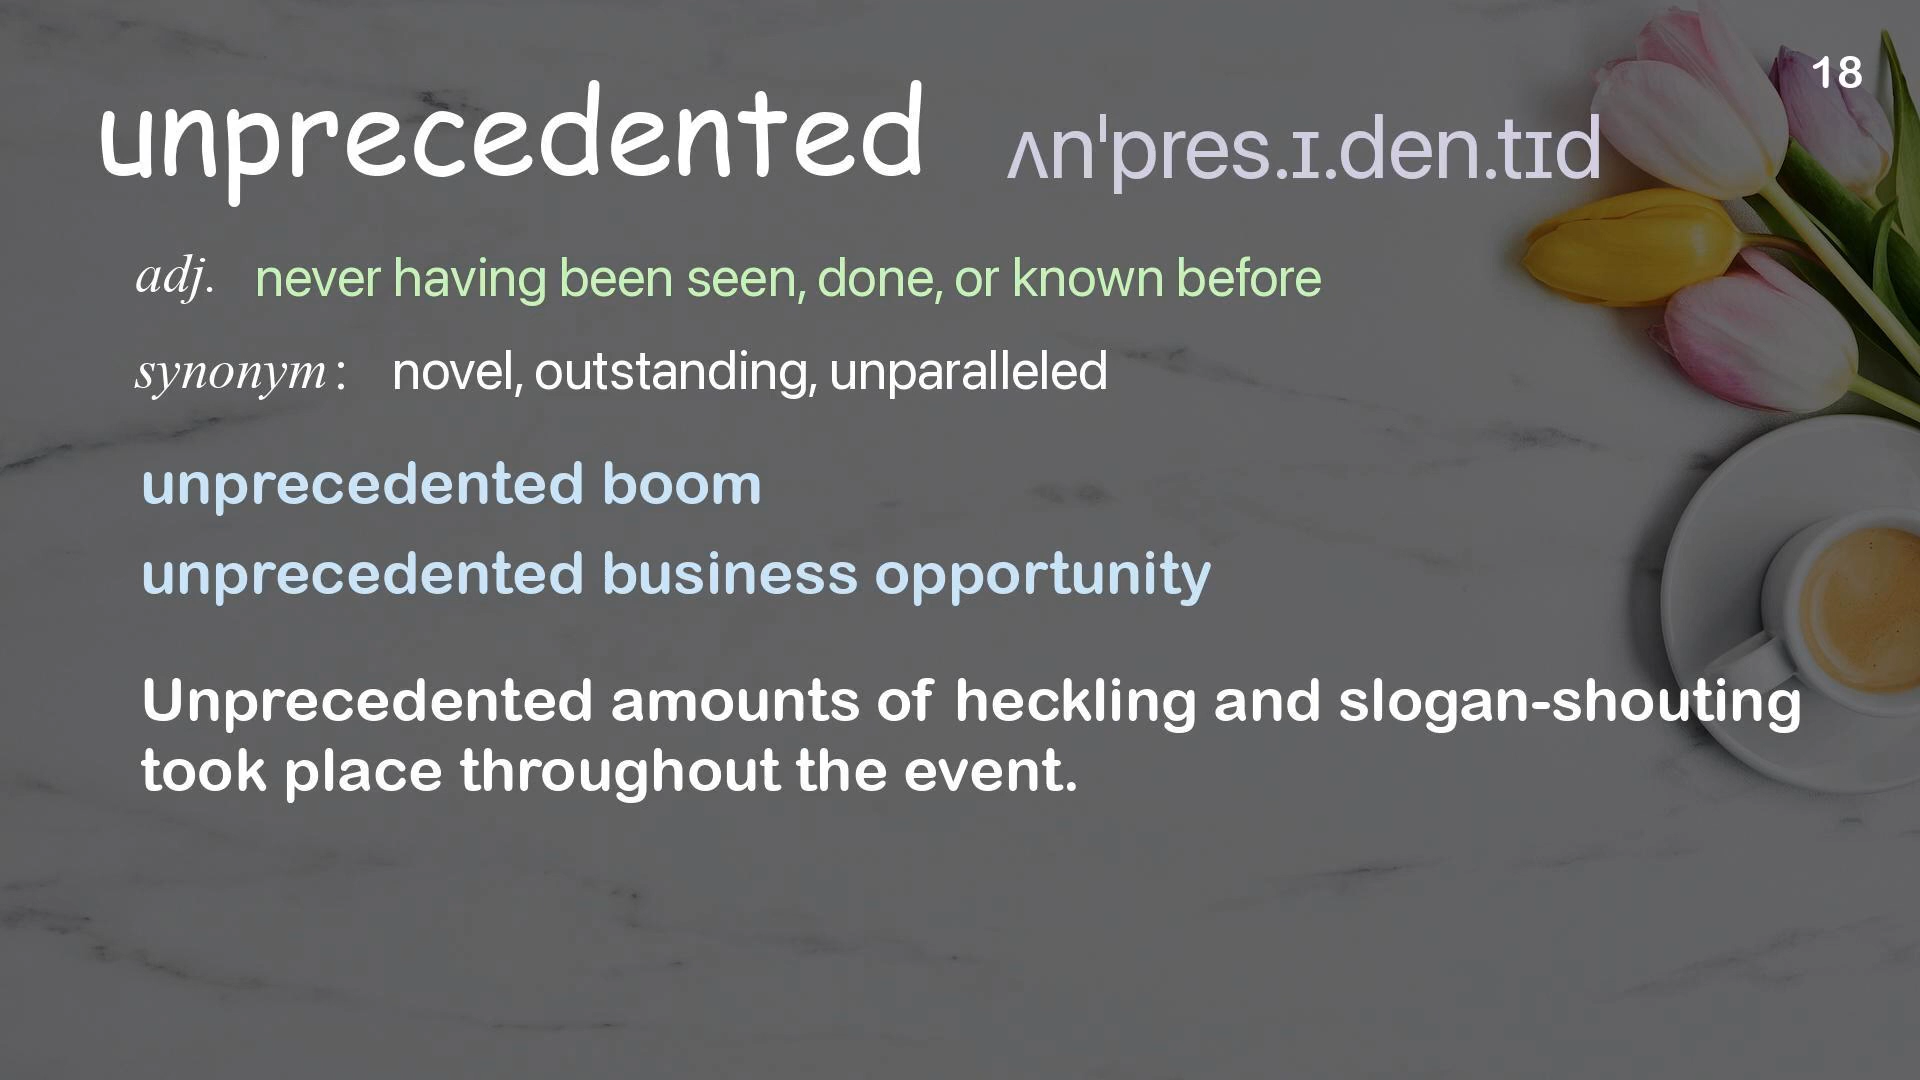 18
unprecedented ʌnˈpres.ɪ.den.tɪd
adj. never having been seen, done, or known before
synonym : novel, outstanding, unparalleled
unprecedented boom
unprecedented business opportunity
Unprecedented amounts of heckling and slogan-shouting
took place throughout the event.